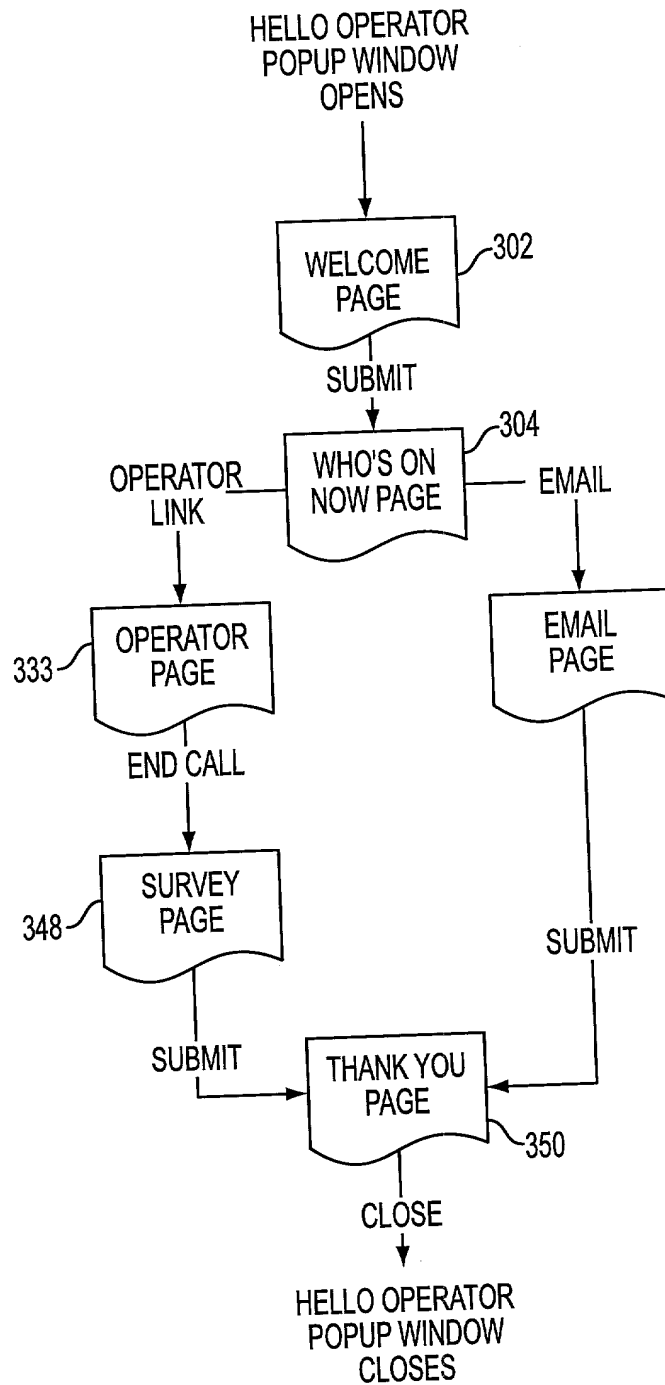 HELLO OPERATOR
POPUP WINDOW
OPENS
WELCOME
PAGE
302
SUBMIT
304
WHO'S ON
NOW PAGE
OPERATOR
LINK
EMAIL
OPERATOR
PAGE
333
EMAIL
PAGE
END CALL
SURVEY
PAGE
348
SUBMIT
SUBMIT
THANK YOU
PAGE
350
CLOSE
HELLO OPERATOR
POPUP WINDOW
CLOSES